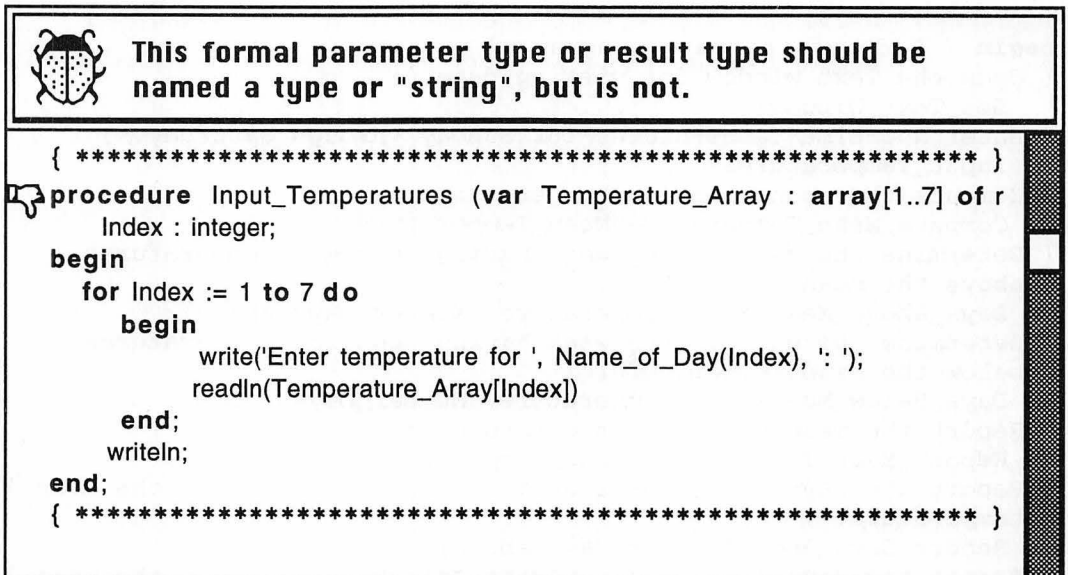 This formal parameter type or result type should be
named a type or "string", but is not.
{ ********************************************************** }
procedure Input_Temperatures (var Temperature_Array : array[1..7] of r
Index : integer;
begin
for Index := 1 to 7 do
begin
write('Enter temperature for ', Name_of_Day(Index), ': ');
readln(Temperature_Array[Index])
end;
writeln;
end;
{ ********************************************************** }